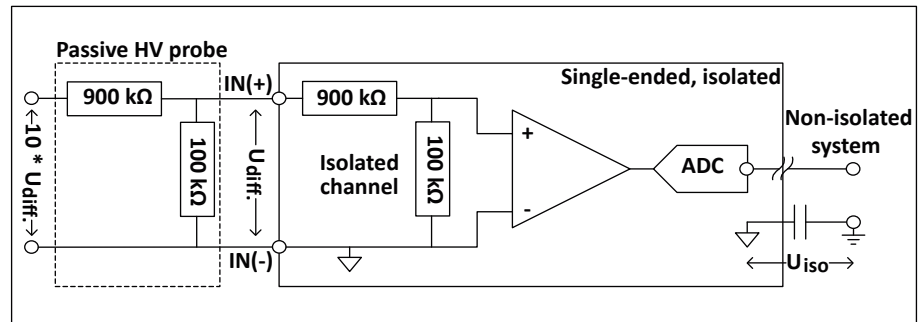 Passive HV probe
IN(+)
Single-ended, isolated
900 kΩ
900 kΩ
Non-isolated
system
10 * Udiff.
100 kΩ
Udiff.
Isolated
channel
100 kΩ
+
-
ADC
IN(-)
Uiso